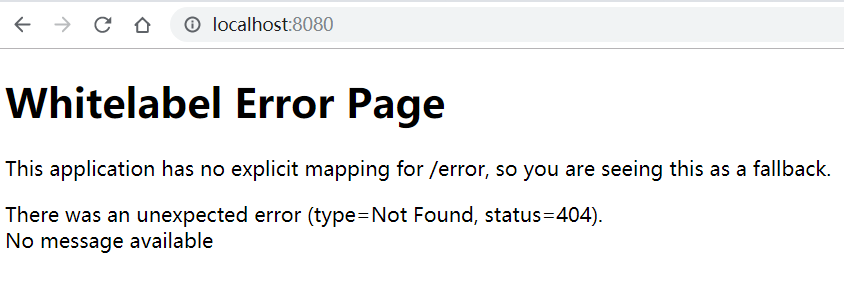 localhost:8080
Whitelabel Error Page
This application has no explicit mapping for /error, so you are seeing this as a fallback.
There was an unexpected error (type=Not Found, status=404).
No message available